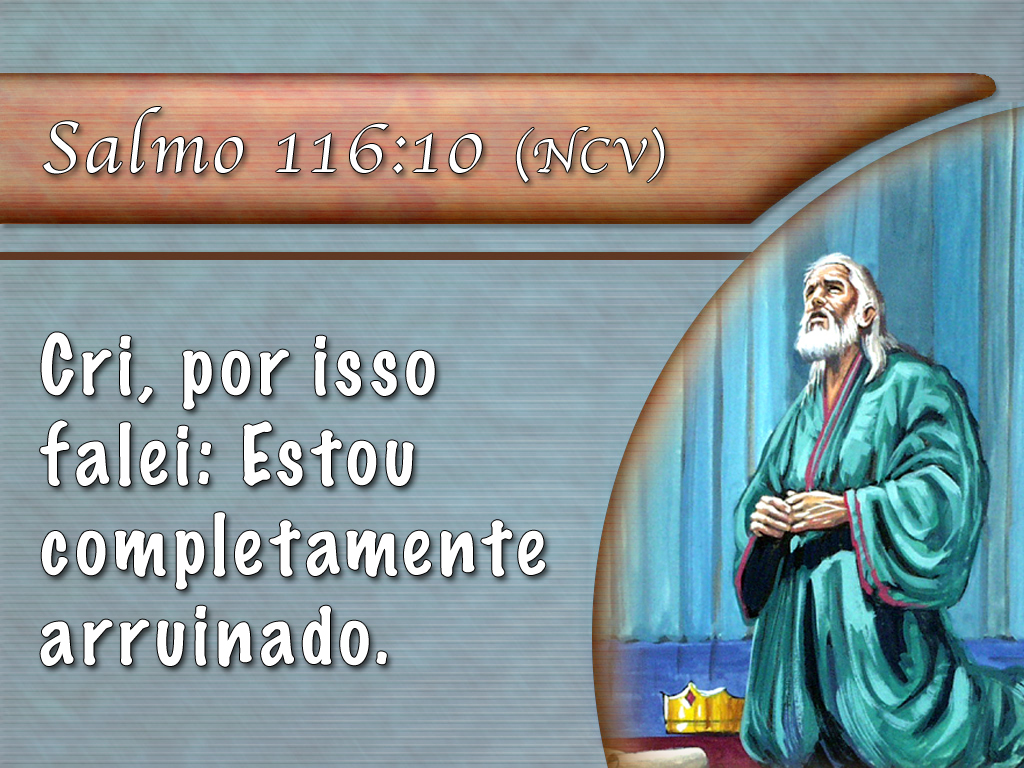 Salmo 116:10 (NCV)
Cri, por isso
falei: Estou
completamente
arruinado.